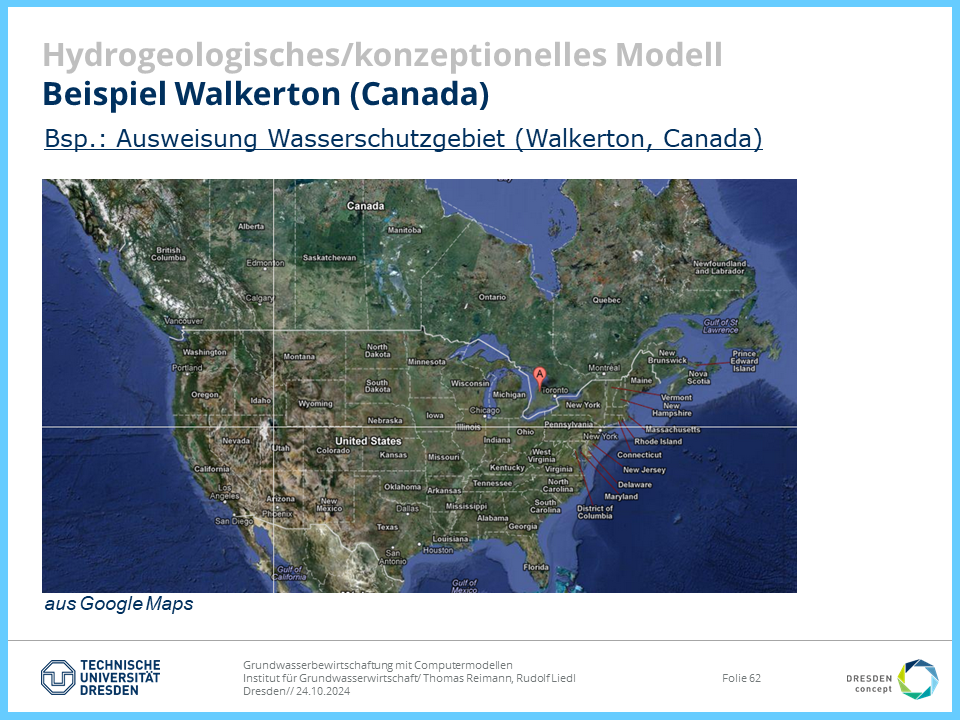 Hydrogeologisches/konzeptionelles Modell
Beispiel Walkerton (Canada)
Bsp.: Ausweisung Wasserschutzgebiet (Walkerton, Canada)
Canada
Alberta
Manitoba
British
Columbia
Edmonton
Saskatchewan
Newfoundland
and Labrador
Calgary
Ontario
Quebec
Vancouver
Gulf of St
Lawrence
Washington
Montana
North
Dakota
Minnesota
New
Brunswick
Prince
Edward
Island
Portland
Montreal
Nova
Scotia
Maine
A
Wisconsin
South
Dakota
Toronto
Oregon
Idaho
Wyoming
Michigan
Vermont
New
Hampshire
New York
Chicago
Iowa
Nebraska
Illinois
Ohio
Pennsylvania
Massachusetts
New York
Rhode Island
Nevada
Utah
United States
Indiana
Colorado
Kansas
Missouri
West
Virginia
Connecticut
California
Kentucky
Virginia
New Jersey
Los
Angeles
Oklahoma
Arkansas
Tennessee
North
Carolina
Delaware
Maryland
Arizona
New
Mexico
Phoenix
Dallas
Mississippi
South
Carolina
District of
Columbia
San Diego
Alabama
Georgia
Texas
Louisiana
Houston
San
Antonio
Florida
Gulf of
California
Gulf of
Mexico
aus Google Maps
TECHNISCHE
UNIVERSITÄT
DRESDEN
Grundwasserbewirtschaftung mit Computermodellen
Institut für Grundwasserwirtschaft/ Thomas Reimann, Rudolf Liedl
Dresden// 24.10.2024
Folie 62
DRESDEN
concept